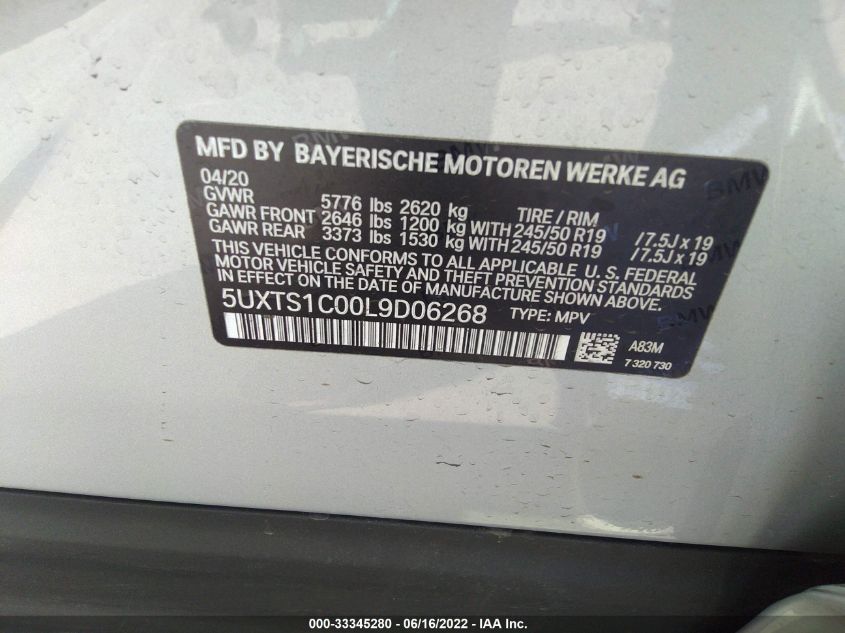 MFD BY BAYERISCHE MOTOREN WERKE AG
04/20
GVWR 5776 lbs 2620 kg TIRE / RIM
GAWR FRONT 2646 lbs 1200 kg WITH 245/50 R19 /7.5J x 19
GAWR REAR 3373 lbs 1530 kg WITH 245/50 R19 /7.5J x 19
THIS VEHICLE CONFORMS TO ALL APPLICABLE U. S. FEDERAL
MOTOR VEHICLE SAFETY AND THEFT PREVENTION STANDARDS
IN EFFECT ON THE DATE OF MANUFACTURE SHOWN ABOVE.
5UXTS1C00L9D06268 TYPE: MPV
A83M
7 320 730
BMW
000-33345280 - 06/16/2022 - IAA Inc.